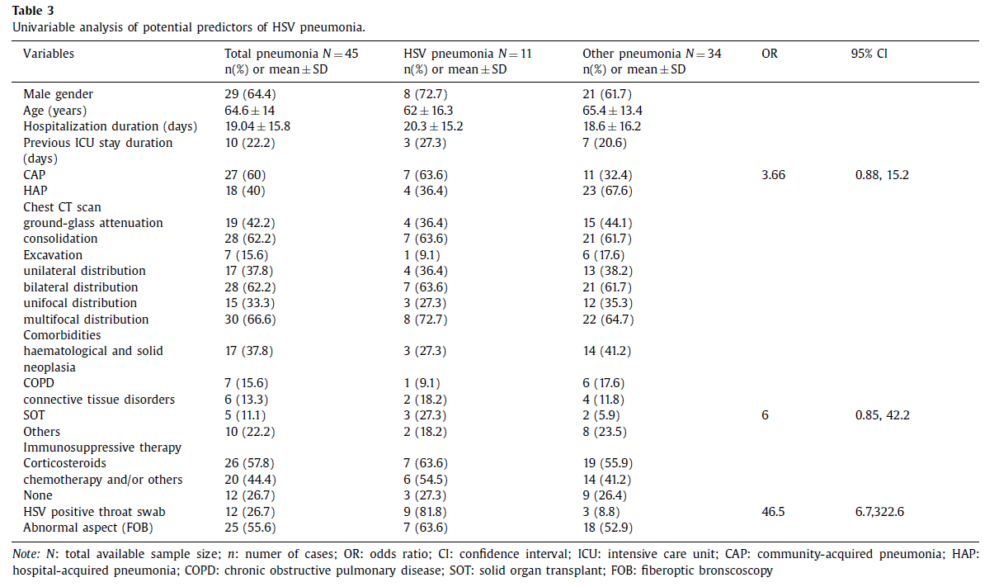 Table 3
Univariable analysis of potential predictors of HSV pneumonia.
Variables Total pneumonia N = 45 HSV pneumonia N = 11 Other pneumonia N = 34 OR 95% CI
n(%) or mean ± SD n(%) or mean ± SD n(%) or mean ± SD
Male gender 29 (64.4) 8 (72.7) 21 (61.7)
Age (years) 64.6 ± 14 62 ± 16.3 65.4 ± 13.4
Hospitalization duration (days) 19.04 ± 15.8 20.3 ± 15.2 18.6 ± 16.2
Previous ICU stay duration 10 (22.2) 3 (27.3) 7 (20.6)
(days)
CAP 27 (60) 7 (63.6) 11 (32.4) 3.66 0.88, 15.2
HAP 18 (40) 4 (36.4) 23 (67.6)
Chest CT scan
ground-glass attenuation 19 (42.2) 4 (36.4) 15 (44.1)
consolidation 28 (62.2) 7 (63.6) 21 (61.7)
Excavation 7 (15.6) 1 (9.1) 6 (17.6)
unilateral distribution 17 (37.8) 4 (36.4) 13 (38.2)
bilateral distribution 28 (62.2) 7 (63.6) 21 (61.7)
unifocal distribution 15 (33.3) 3 (27.3) 12 (35.3)
multifocal distribution 30 (66.6) 8 (72.7) 22 (64.7)
Comorbidities
haematological and solid 17 (37.8) 3 (27.3) 14 (41.2)
neoplasia
COPD 7 (15.6) 1 (9.1) 6 (17.6)
connective tissue disorders 6 (13.3) 2 (18.2) 4 (11.8)
SOT 5 (11.1) 3 (27.3) 2 (5.9) 6 0.85, 42.2
Others 10 (22.2) 2 (18.2) 8 (23.5)
Immunosuppressive therapy
Corticosteroids 26 (57.8) 7 (63.6) 19 (55.9)
chemotherapy and/or others 20 (44.4) 6 (54.5) 14 (41.2)
None 12 (26.7) 3 (27.3) 9 (26.4)
HSV positive throat swab 12 (26.7) 9 (81.8) 3 (8.8) 46.5 6.7,322.6
Abnormal aspect (FOB) 25 (55.6) 7 (63.6) 18 (52.9)
Note: N: total available sample size; n: numer of cases; OR: odds ratio; CI: confidence interval; ICU: intensive care unit; CAP: community-acquired pneumonia; HAP:
hospital-acquired pneumonia; COPD: chronic obstructive pulmonary disease; SOT: solid organ transplant; FOB: fiberoptic bronscoscopy